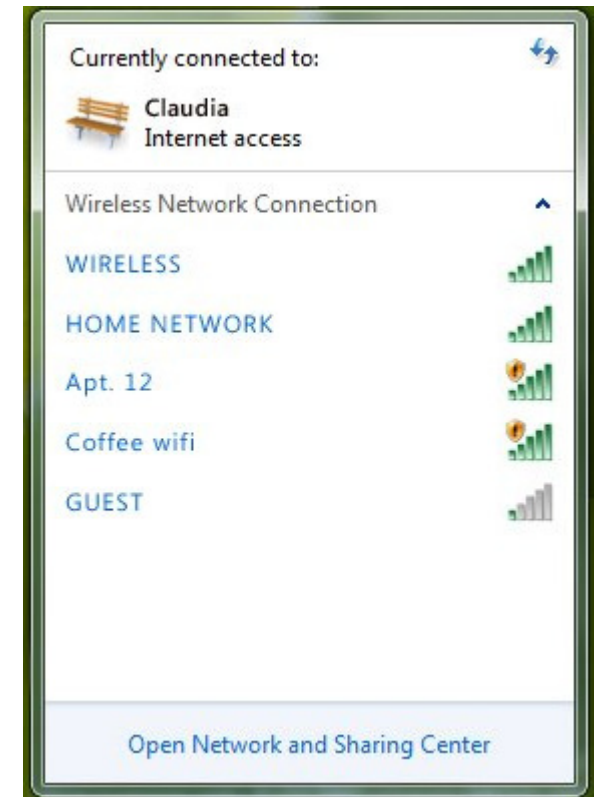 Currently connected to:
Claudia
Internet access
Wireless Network Connection
WIRELESS
HOME NETWORK
Apt. 12
Coffee wifi
GUEST
Open Network and Sharing Center